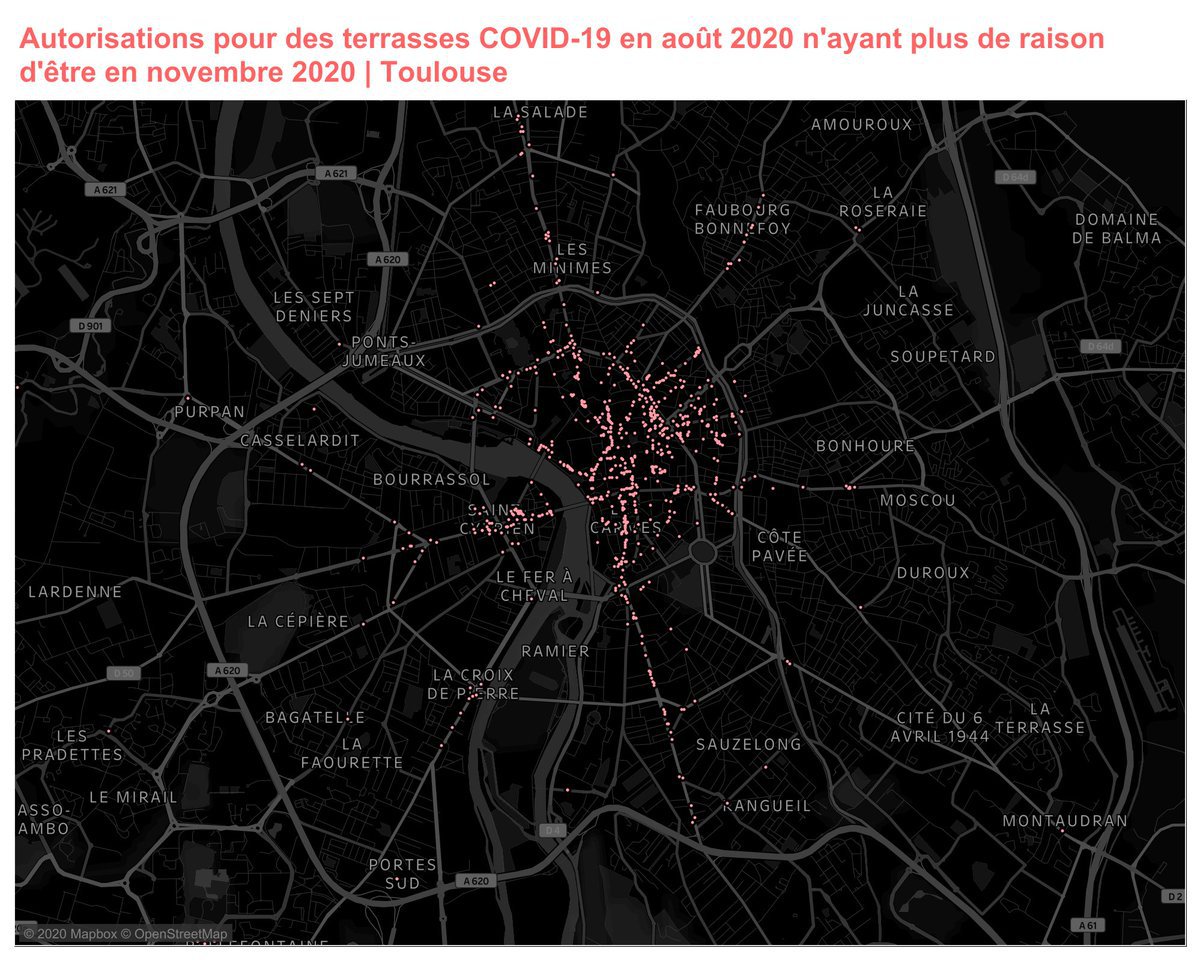 Autorisations pour des terrasses COVID-19 en août 2020 n'ayant plus de raison
d'être en novembre 2020 | Toulouse
LA SALADE
AMOUROUX
A 621
D 64d
A 621
LA
ROSERAIE
FAUBOURG
BONNEFOY
DOMAINE
DE BALMA
LES
MINIMES
A 620
LES SEPT
DENIERS
LA
JUNCASSE
D 901
PONTS-
JUMEAUX
D 64d
SOUPETARD
PURPAN
CASSELARDIT
BONHOURE
BOURRASSOL
MOSCOU
SAINT
CYPRIEN
LES
CARMES
CÔTE
PAVÉE
DUROUX
LE FER À
CHEVAL
LARDENNE
LA CÉPIÈRE
RAMIER
A 620
D 50
LA CROIX
DE PIERRE
BAGATELLE
LA
TERRASSE
CITÉ DU 6
AVRIL 1944
LES
PRADETTES
LA
FAOURETTE
SAUZELONG
LE MIRAIL
RANGUEIL
ASSO-
AMBO
MONTAUDRAN
D 4
PORTES
SUD
A 620
D 2
A 61
© 2020 Mapbox © OpenStreetMap